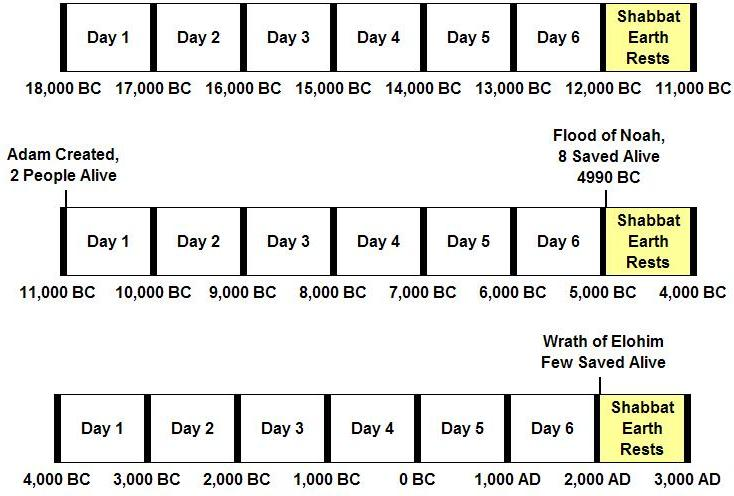 Day 1 Day 2 Day 3 Day 4 Day 5 Day 6 Shabbat
Earth
Rests
18,000 BC 17,000 BC 16,000 BC 15,000 BC 14,000 BC 13,000 BC 12,000 BC 11,000 BC
Adam Created,
2 People Alive
Flood of Noah,
8 Saved Alive
4990 BC
Day 1 Day 2 Day 3 Day 4 Day 5 Day 6 Shabbat
Earth
Rests
11,000 BC 10,000 BC 9,000 BC 8,000 BC 7,000 BC 6,000 BC 5,000 BC 4,000 BC
Wrath of Elohim
Few Saved Alive
Day 1 Day 2 Day 3 Day 4 Day 5 Day 6 Shabbat
Earth
Rests
4,000 BC 3,000 BC 2,000 BC 1,000 BC 0 BC 1,000 AD 2,000 AD 3,000 AD